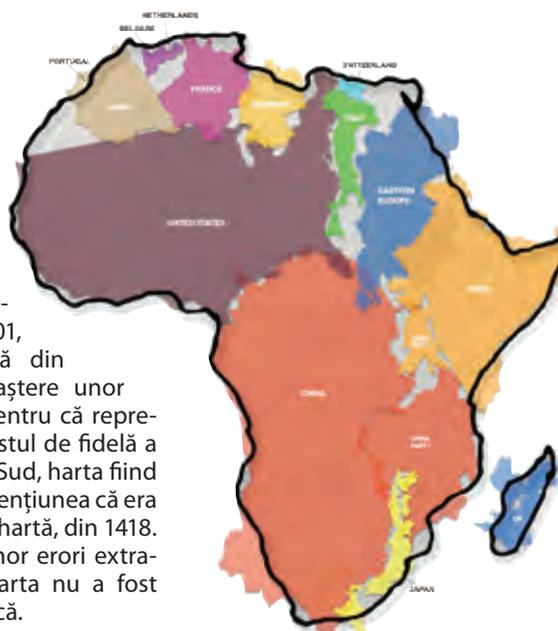 NETHERLANDS
BELGIUM
PORTUGAL
SWITZERLAND
SPAIN
FRANCE
GERMANY
ITALY
EASTERN
EUROPE
UNITED STATES
INDIA
CHINA
CHINA
PART
UK
JAPAN
-
01,
ă din
aștere unor
entru că repre-
stul de fidelă a
Sud, harta fiind
ențiunea că era
hartă, din 1418.
nor erori extra-
arta nu a fost
că.